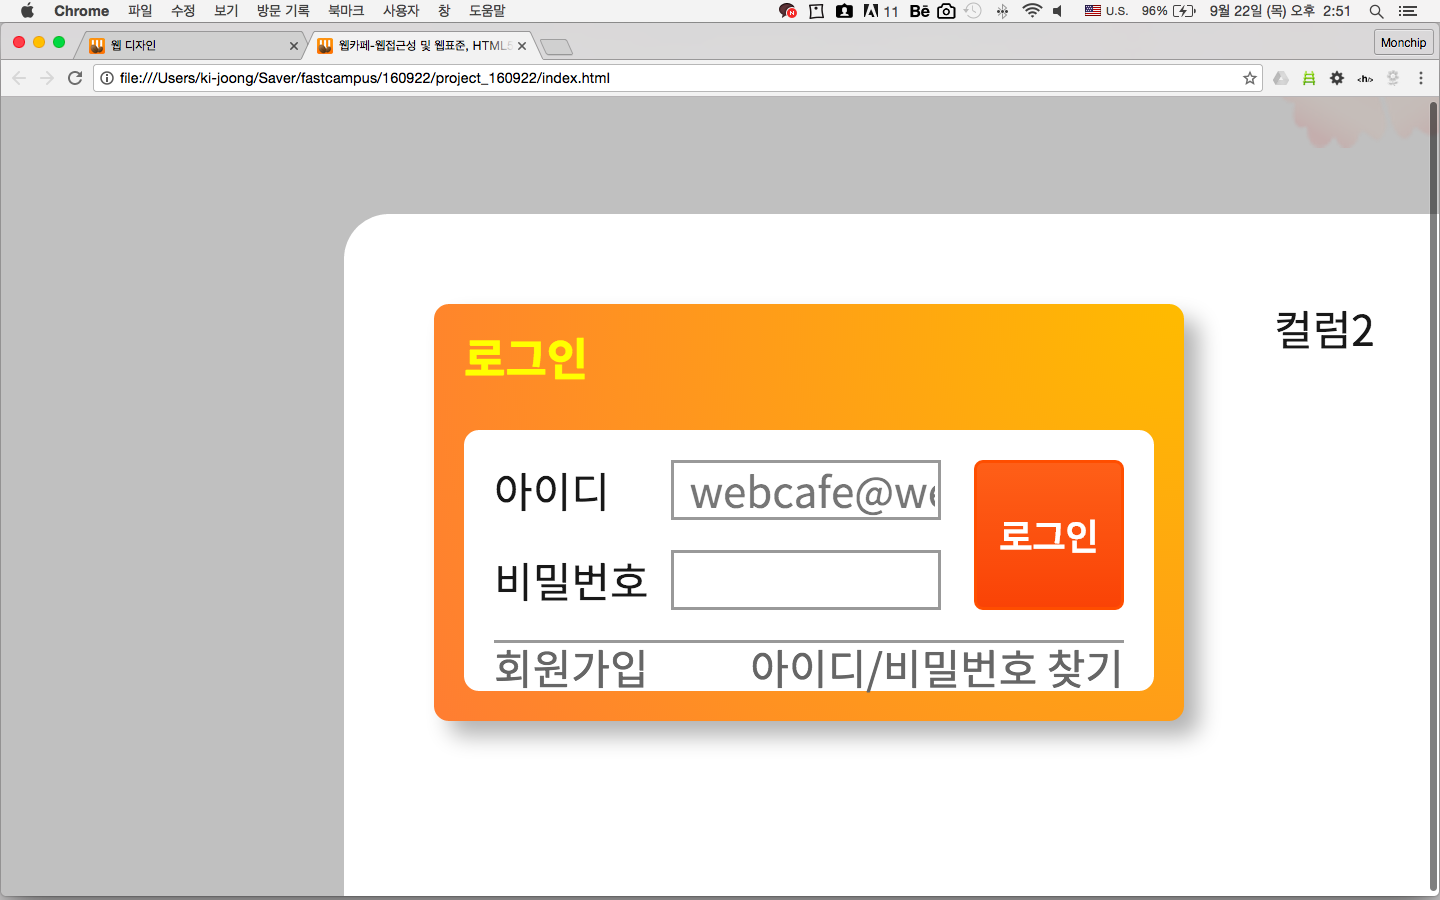 Chrome 파일 수정 보기 방문 기록 북마크 사용자 창 도움말 11 Bē U.S. 96% 9월 22일 (목) 오후 2:51
웹 디자인 웹카페-웹접근성 및 웹표준, HTML5 Monchip
file:///Users/ki-joong/Saver/fastcampus/160922/project_160922/index.html <h/>
컬럼2
로그인
아이디 webcafe@we
로그인
비밀번호
회원가입 아이디/비밀번호 찾기